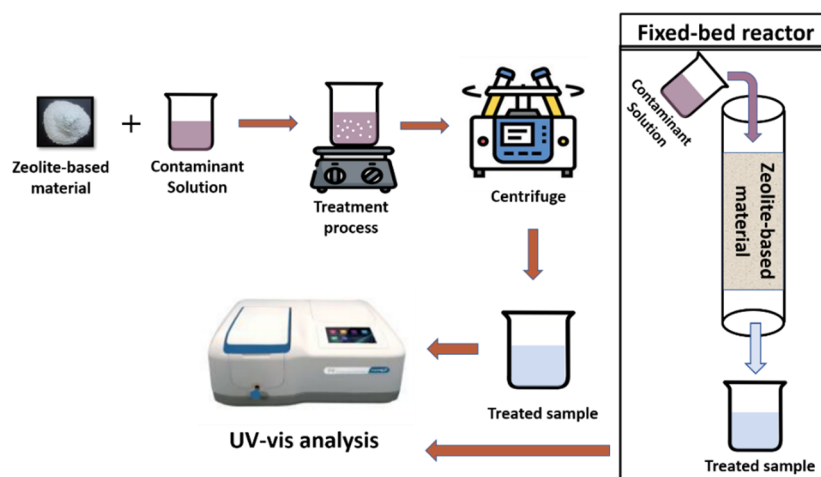 Fixed-bed reactor
Contaminant
Solution
Zeolite-based
material
+
Zeolite-based
material
Contaminant
Solution
Treatment
process
Centrifuge
Treated sample
UV-vis analysis
Treated sample